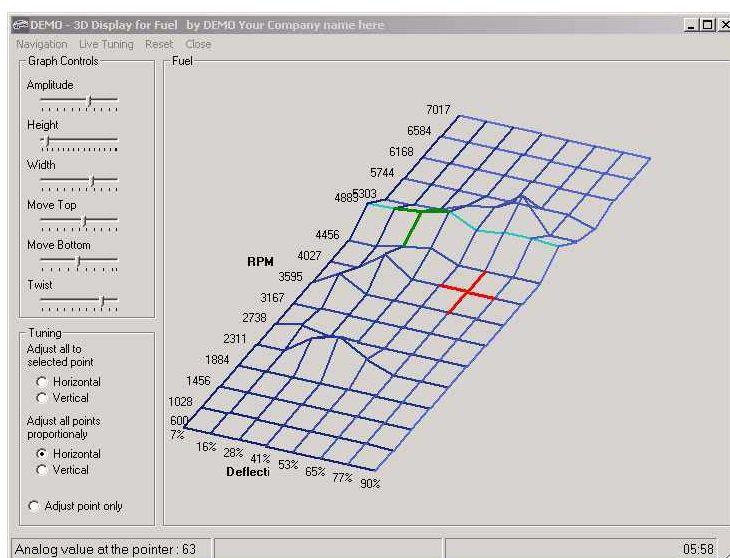 DEMO - 3D Display for Fuel by DEMO Your Company name here
Navigation Live Tuning Reset Close
Graph Controls
Amplitude
Height
Width
Move Top
Move Bottom
Twist
Tuning
Adjust all to
selected point
Horizontal
Vertical
Adjust all points
proportionaly
Horizontal
Vertical
Adjust point only
Fuel
7017
6584
6168
5744
5303
4883
4456
4027
RPM
3595
3167
2738
2311
1884
1456
1028
600
7%
16%
28%
41%
53%
65%
77%
90%
Deflecti
Analog value at the pointer : 63
05:58